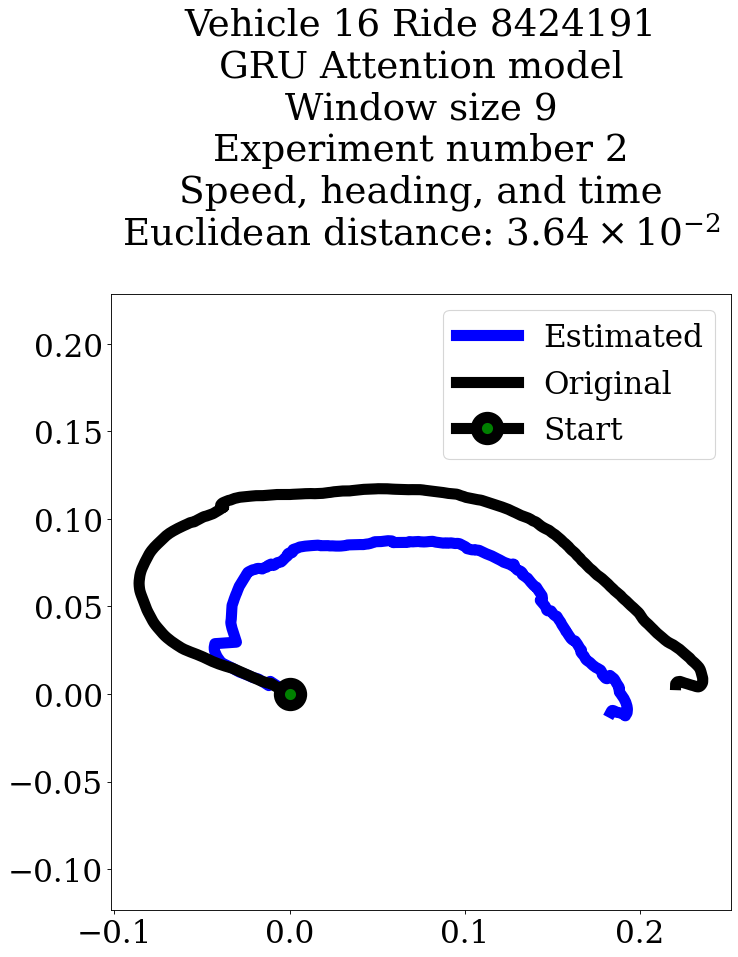 Vehicle 16 Ride 8424191
GRU Attention model
Window size 9
Experiment number 2
Speed, heading, and time
Euclidean distance: 3.64 × 10⁻²
Estimated
Original
Start
0.20
0.15
0.10
0.05
0.00
−0.05
−0.10
−0.1 0.0 0.1 0.2